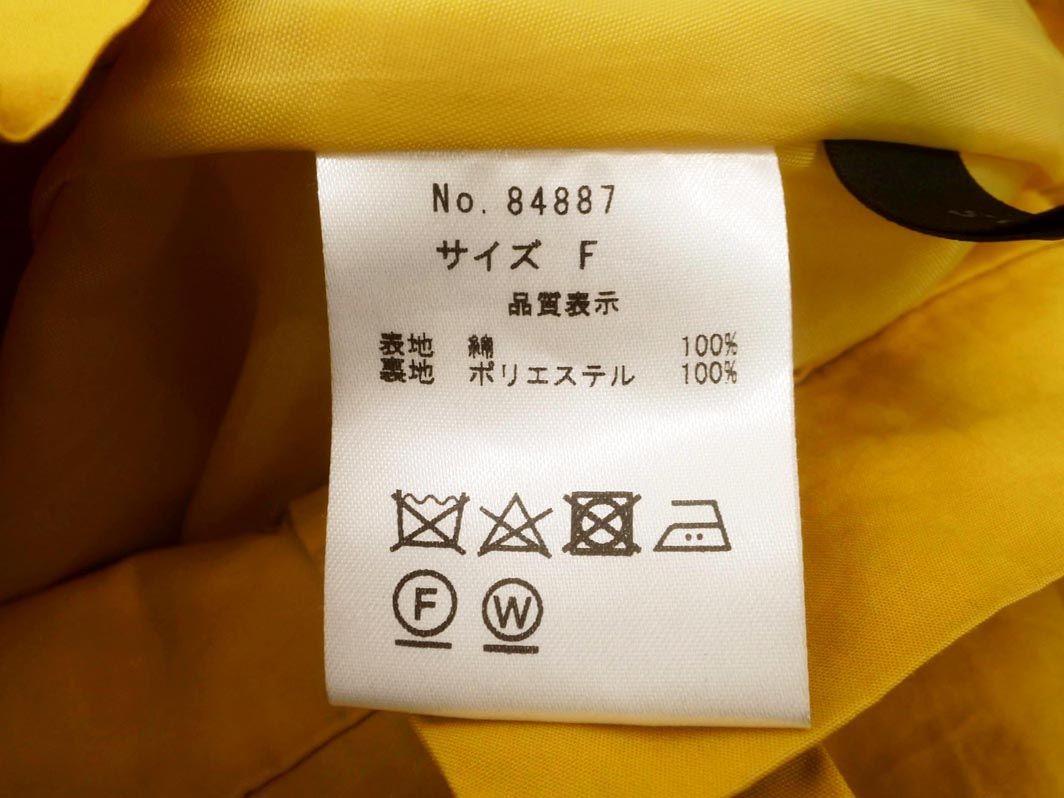 No. 84887
サイズ F
品質表示
表地 綿 100%
裏地 ポリエステル 100%
F W